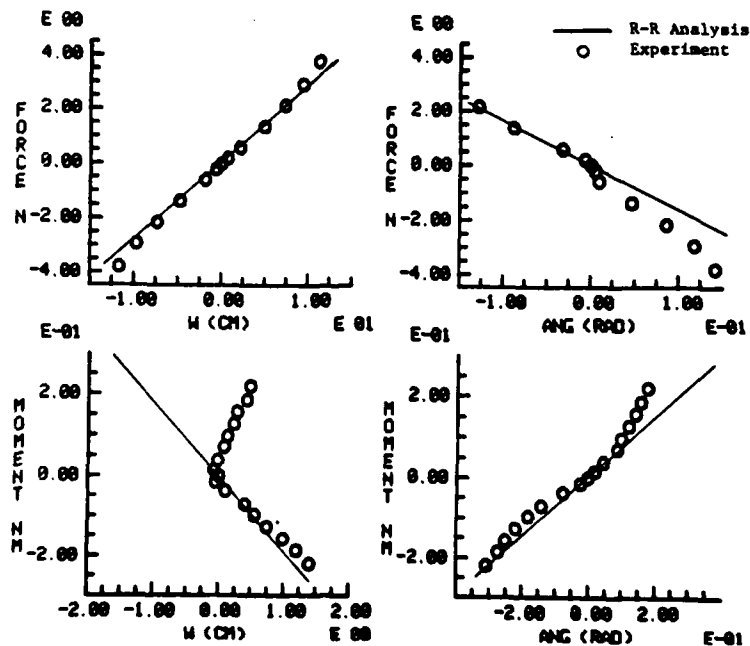 E 00
4.00
2.00
0.00
-2.00
-4.00
FORCE N
-1.00 0.00 1.00
W (CM) E 01
R-R Analysis
Experiment
E 00
4.00
2.00
0.00
-2.00
-4.00
FORCE N
-1.00 0.00 1.00
ANG (RAD) E-01
E-01
2.00
0.00
-2.00
MOMENT NM
-2.00 -1.00 0.00 1.00 2.00
W (CM) E 00
E-01
2.00
0.00
-2.00
MOMENT NM
-2.00 0.00 2.00
ANG (RAD) E-01